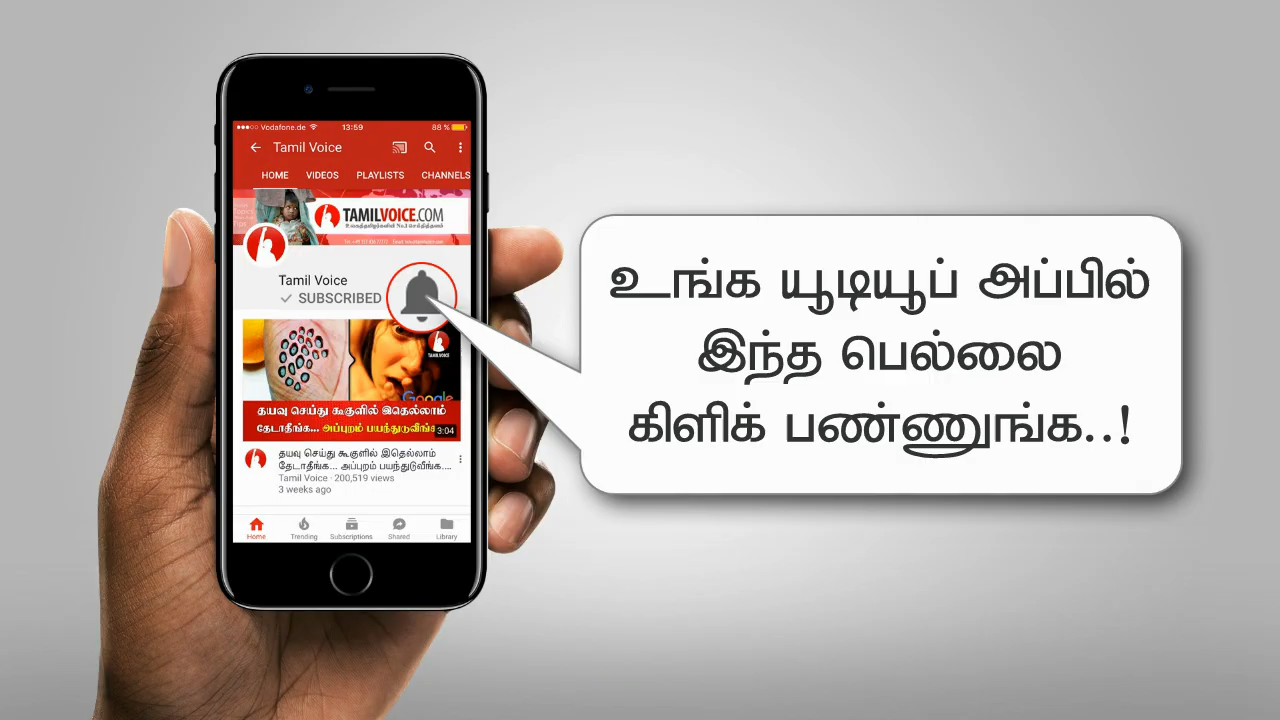 Vodafone.de 13:59 88 %
Tamil Voice
HOME VIDEOS PLAYLISTS CHANNELS
TAMILVOICE.COM
Tamil Voice
SUBSCRIBED
TAMILVOICE
Google
தயவு செய்து கூகுளில் இதெல்லாம்
தேடாதீங்க... அப்புறம் பயந்துடுவீங்க
3:04
தயவு செய்து கூகுளில் இதெல்லாம்
தேடாதீங்க... அப்புறம் பயந்துடுவீங்க....
Tamil Voice · 200,519 views
3 weeks ago
Home Trending Subscriptions Shared Library
உங்க யூடியூப் அப்பில்
இந்த பெல்லை
கிளிக் பண்ணுங்க..!